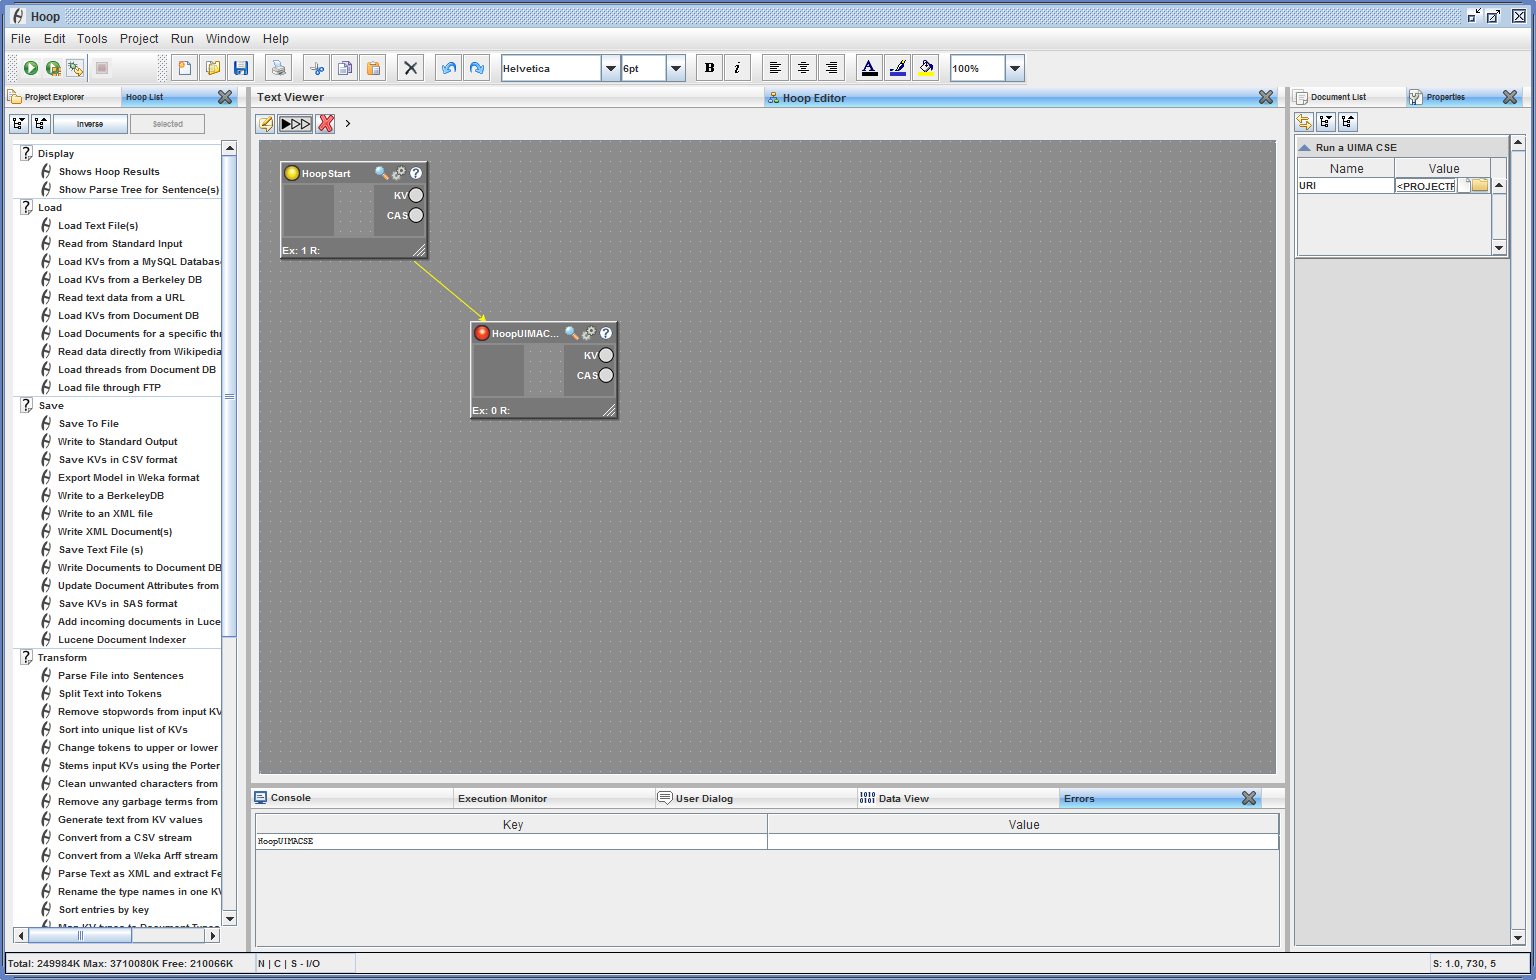 Hoop
File Edit Tools Project Run Window Help
Helvetica 6pt B i A 100%
Project Explorer Hoop List
Text Viewer
Hoop Editor
Document List Properties
Inverse Selected
Display
Shows Hoop Results
Show Parse Tree for Sentence(s)
Load
Load Text File(s)
Read from Standard Input
Load KVs from a MySQL Databas
Load KVs from a Berkeley DB
Read text data from a URL
Load KVs from Document DB
Load Documents for a specific thr
Read data directly from Wikipedia
Load threads from Document DB
Load file through FTP
Save
Save To File
Write to Standard Output
Save KVs in CSV format
Export Model in Weka format
Write to a BerkeleyDB
Write to an XML file
Write XML Document(s)
Save Text File (s)
Write Documents to Document DB
Update Document Attributes from
Save KVs in SAS format
Add incoming documents in Luce
Lucene Document Indexer
Transform
Parse File into Sentences
Split Text into Tokens
Remove stopwords from input KV
Sort into unique list of KVs
Change tokens to upper or lower
Stems input KVs using the Porter
Clean unwanted characters from
Remove any garbage terms from
Generate text from KV values
Convert from a CSV stream
Convert from a Weka Arff stream
Parse Text as XML and extract Fe
Rename the type names in one KV
Sort entries by key
HoopStart
KV
CAS
Ex: 1 R:
HoopUIMAC...
KV
CAS
Ex: 0 R:
Run a UIMA CSE
Name Value
URI <PROJECTF
Console Execution Monitor User Dialog Data View Errors
Key Value
HoopUIMACSE
Total: 249984K Max: 3710080K Free: 210066K N | C | S - I/O S: 1.0, 730, 5